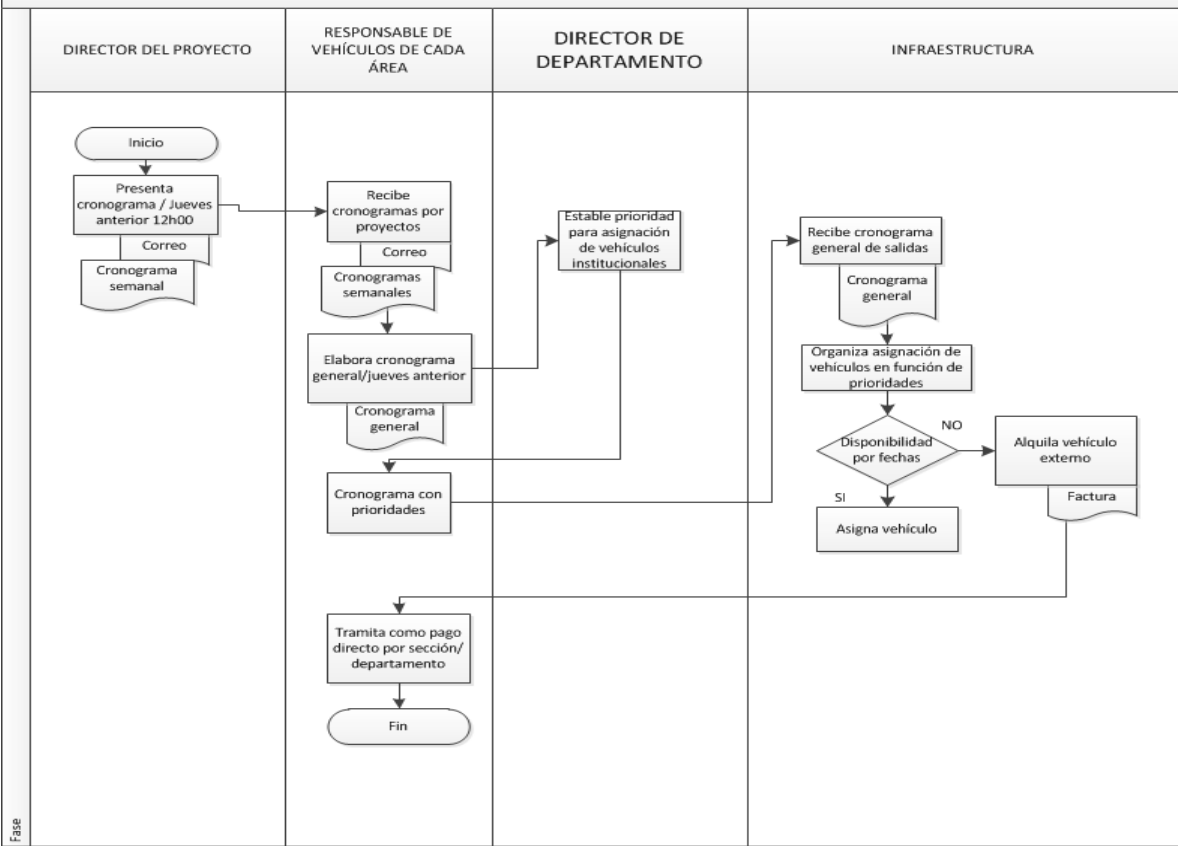 DIRECTOR DEL PROYECTO
RESPONSABLE DE
VEHÍCULOS DE CADA
ÁREA
DIRECTOR DE
DEPARTAMENTO
INFRAESTRUCTURA
Inicio
Presenta
cronograma / Jueves
anterior 12h00
Correo
Cronograma
semanal
Recibe
cronogramas por
proyectos
Correo
Cronogramas
semanales
Elabora cronograma
general/jueves anterior
Cronograma
general
Estable prioridad
para asignación
de vehículos
institucionales
Cronograma con
prioridades
Recibe cronograma
general de salidas
Cronograma
general
Organiza asignación de
vehículos en función de
prioridades
Disponibilidad
por fechas
NO
Alquila vehículo
externo
Factura
SI
Asigna vehículo
Tramita como pago
directo por sección/
departamento
Fin
Fase